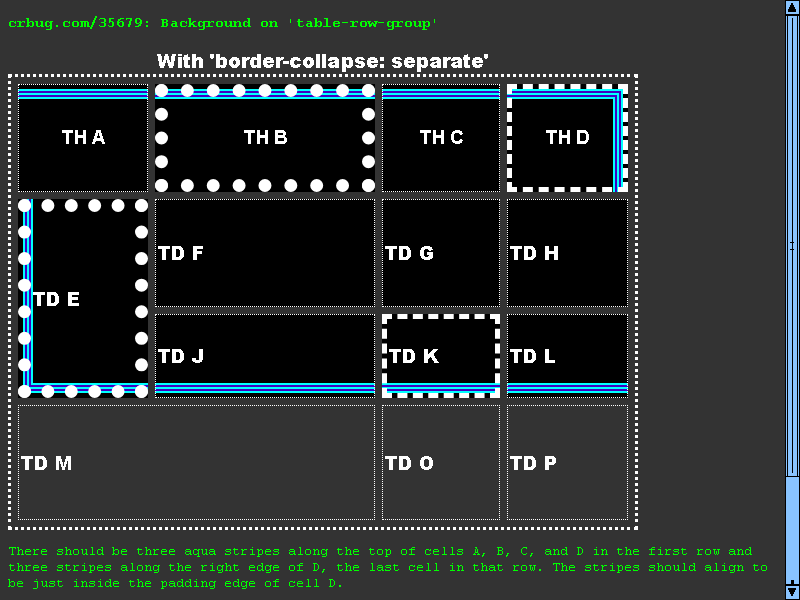 crbug.com/35679: Background on 'table-row-group'
With 'border-collapse: separate'
TH A TH B TH C TH D
TD E
TD F TD G TD H
TD J TD K TD L
TD M TD O TD P
There should be three aqua stripes along the top of cells A, B, C, and D in the first row and
three stripes along the right edge of D, the last cell in that row. The stripes should align to
be just inside the padding edge of cell D.